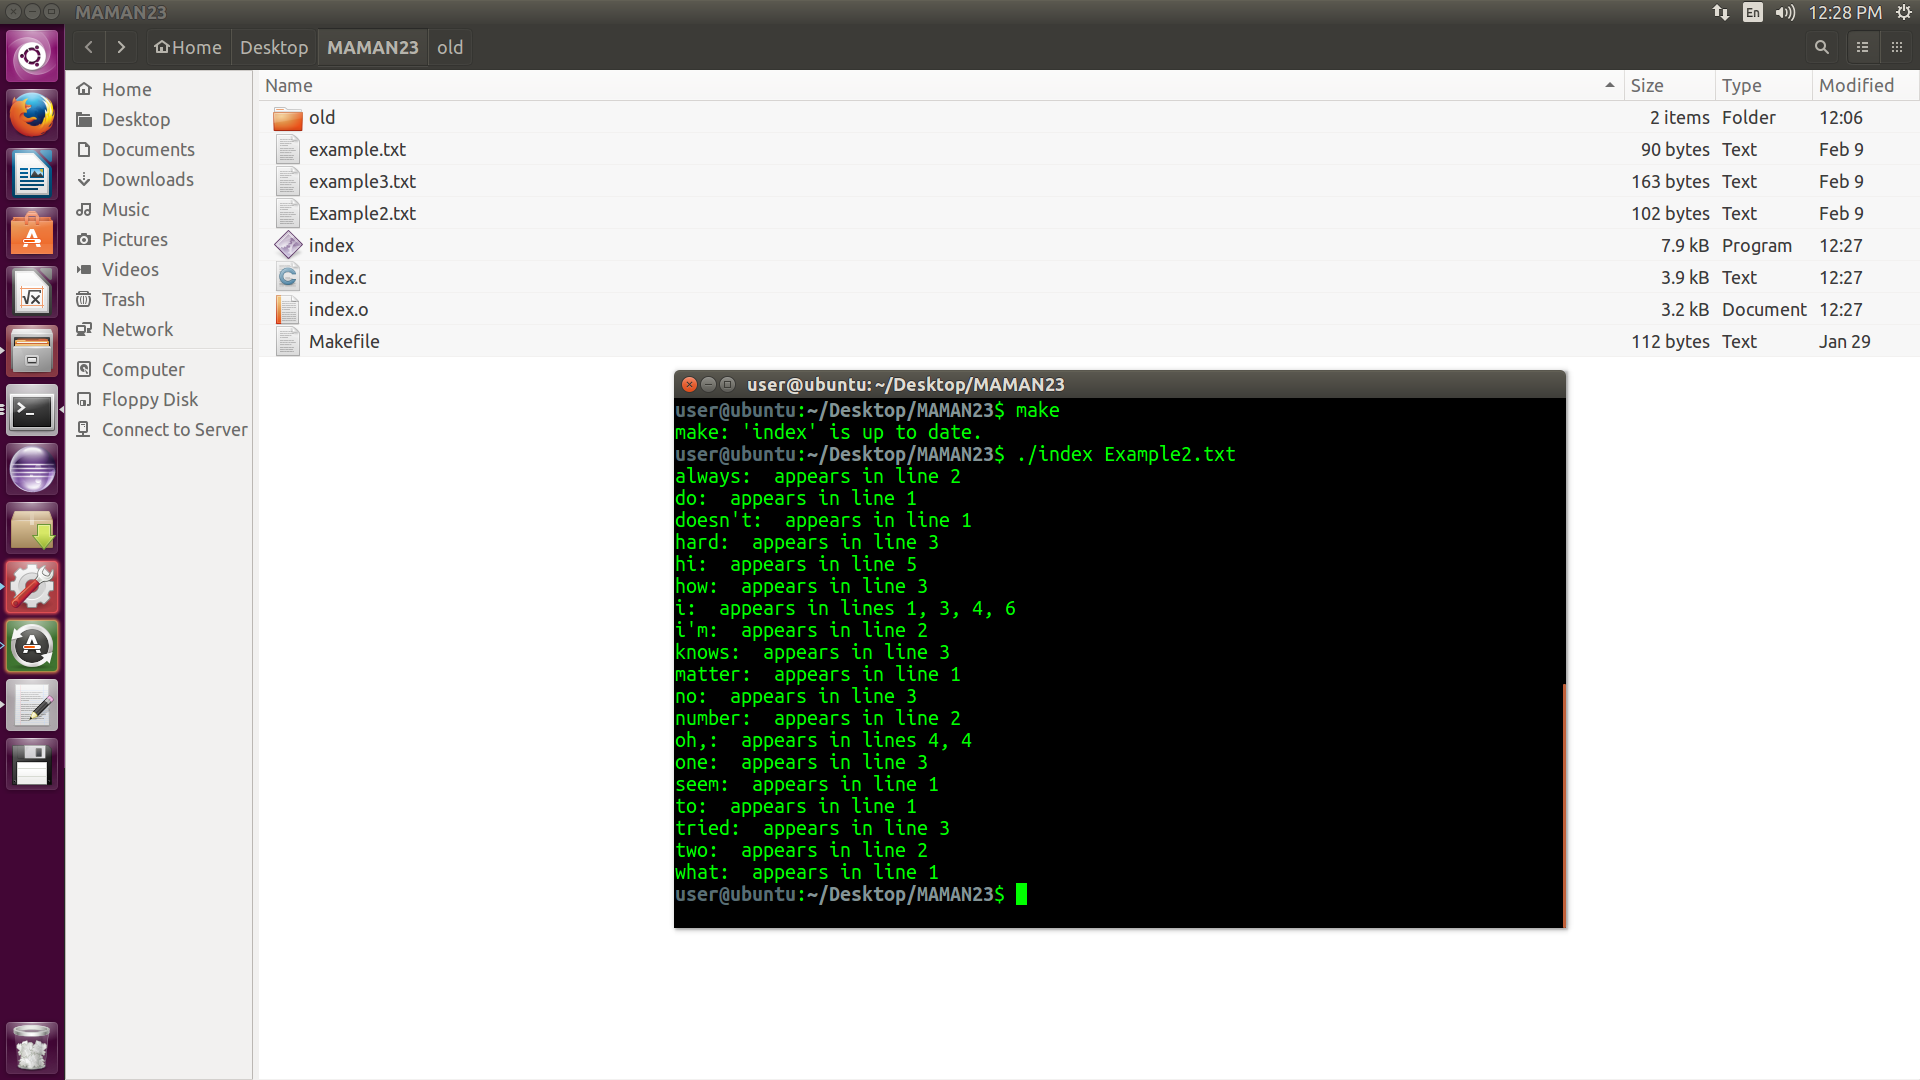 MAMAN23
En 12:28 PM
Home Desktop MAMAN23 old
Home
Desktop
Documents
Downloads
Music
Pictures
Videos
Trash
Network
Computer
Floppy Disk
Connect to Server
Name Size Type Modified
old 2 items Folder 12:06
example.txt 90 bytes Text Feb 9
example3.txt 163 bytes Text Feb 9
Example2.txt 102 bytes Text Feb 9
index 7.9 kB Program 12:27
index.c 3.9 kB Text 12:27
index.o 3.2 kB Document 12:27
Makefile 112 bytes Text Jan 29
user@ubuntu: ~/Desktop/MAMAN23
user@ubuntu:~/Desktop/MAMAN23$ make
make: 'index' is up to date.
user@ubuntu:~/Desktop/MAMAN23$ ./index Example2.txt
always:  appears in line 2
do:  appears in line 1
doesn't:  appears in line 1
hard:  appears in line 3
hi:  appears in line 5
how:  appears in line 3
i:  appears in lines 1, 3, 4, 6
i'm:  appears in line 2
knows:  appears in line 3
matter:  appears in line 1
no:  appears in line 3
number:  appears in line 2
oh,:  appears in lines 4, 4
one:  appears in line 3
seem:  appears in line 1
to:  appears in line 1
tried:  appears in line 3
two:  appears in line 2
what:  appears in line 1
user@ubuntu:~/Desktop/MAMAN23$